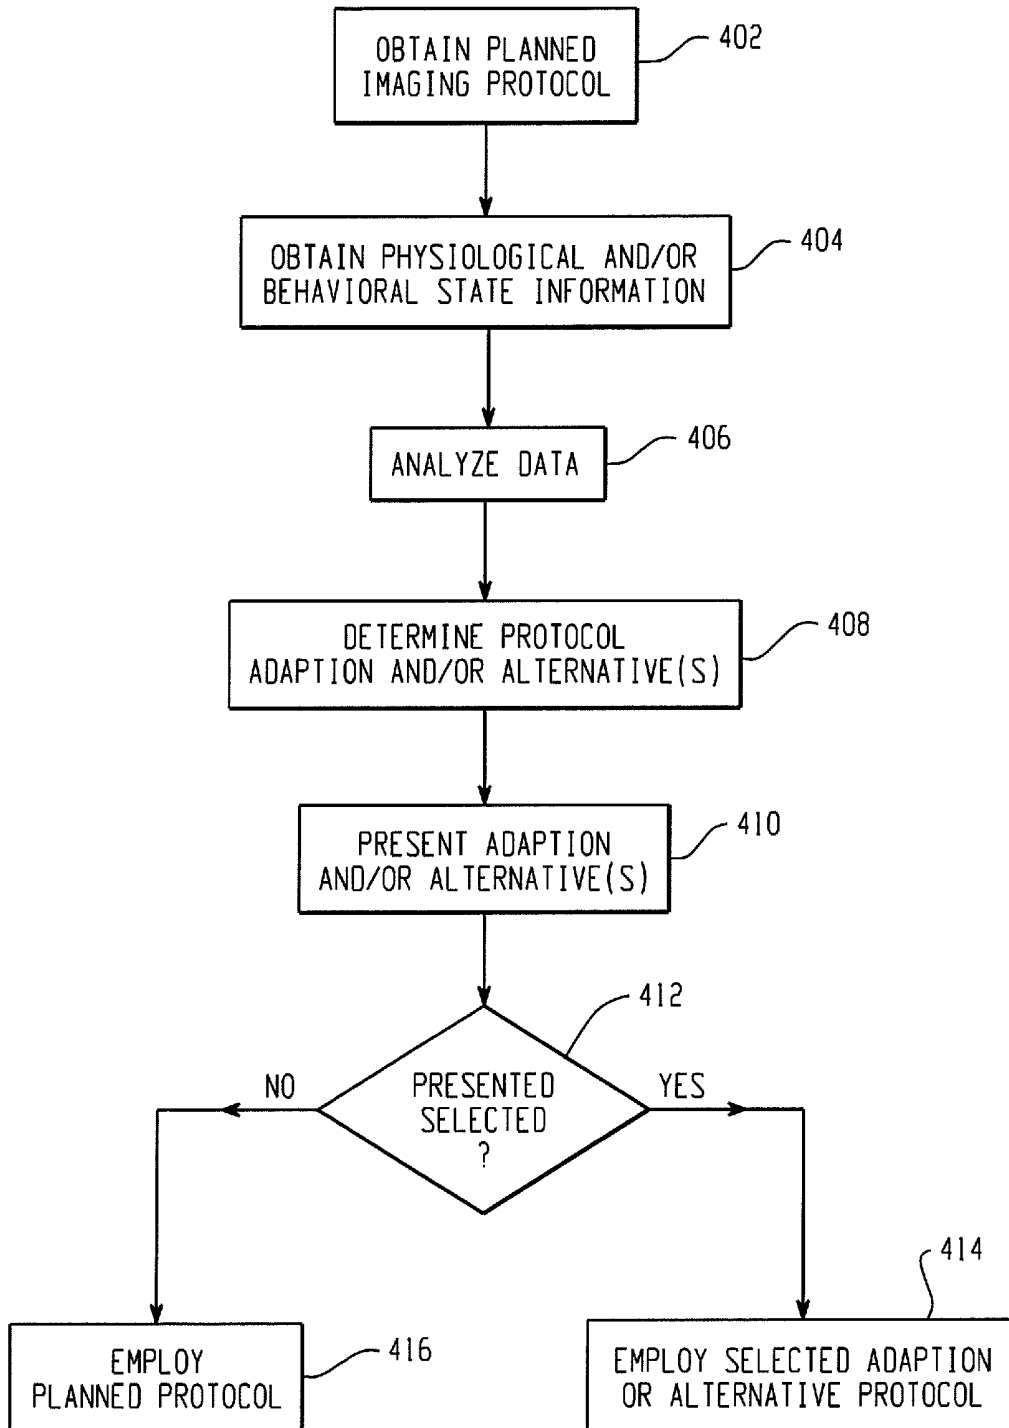 OBTAIN PLANNED
IMAGING PROTOCOL
402
OBTAIN PHYSIOLOGICAL AND/OR
BEHAVIORAL STATE INFORMATION
404
ANALYZE DATA
406
DETERMINE PROTOCOL
ADAPTION AND/OR ALTERNATIVE(S)
408
PRESENT ADAPTION
AND/OR ALTERNATIVE(S)
410
412
NO
PRESENTED
SELECTED
?
YES
414
EMPLOY
PLANNED PROTOCOL
416
EMPLOY SELECTED ADAPTION
OR ALTERNATIVE PROTOCOL